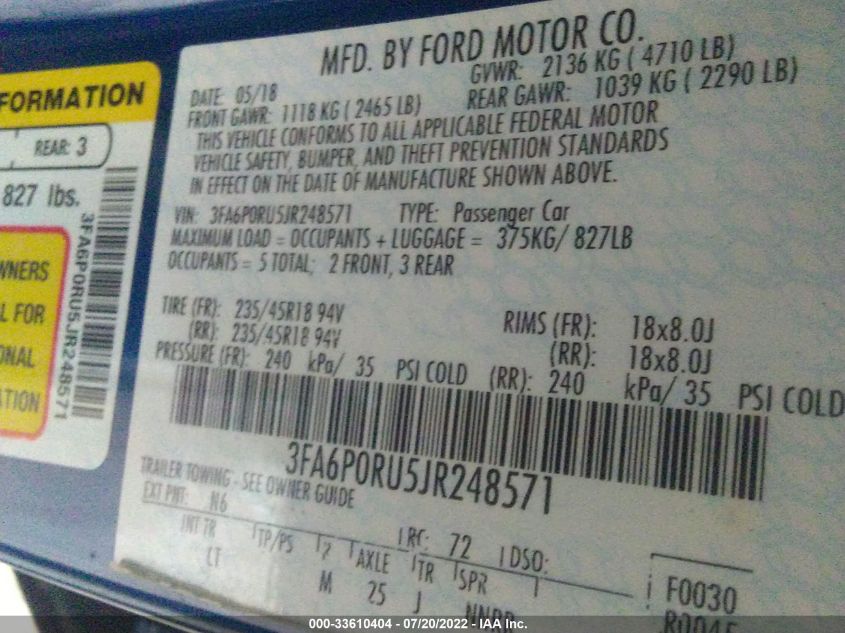 FORMATION
REAR: 3
827 lbs.
3FA6P0RU5JR248571
OWNERS
FOR
MFD. BY FORD MOTOR CO.
DATE: 05/18 GVWR: 2136 KG ( 4710 LB)
FRONT GAWR: 1118 KG ( 2465 LB) REAR GAWR: 1039 KG ( 2290 LB)
THIS VEHICLE CONFORMS TO ALL APPLICABLE FEDERAL MOTOR
VEHICLE SAFETY, BUMPER, AND THEFT PREVENTION STANDARDS
IN EFFECT ON THE DATE OF MANUFACTURE SHOWN ABOVE.
VIN: 3FA6P0RU5JR248571 TYPE: Passenger Car
MAXIMUM LOAD = OCCUPANTS + LUGGAGE = 375KG/ 827LB
OCCUPANTS = 5 TOTAL; 2 FRONT, 3 REAR
TIRE (FR): 235/45R18 94V RIMS (FR): 18x8.0J
(RR): 235/45R18 94V (RR): 18x8.0J
PRESSURE (FR): 240 kPa/ 35 PSI COLD (RR): 240 kPa/ 35 PSI COLD
3FA6P0RU5JR248571
TRAILER TOWING - SEE OWNER GUIDE
EXT PNT: N6 RC: 72 DSO:
INT TR TP/PS R AXLE TR SPR F0030
CT M 25 J
000-33610404 - 07/20/2022 - IAA Inc.